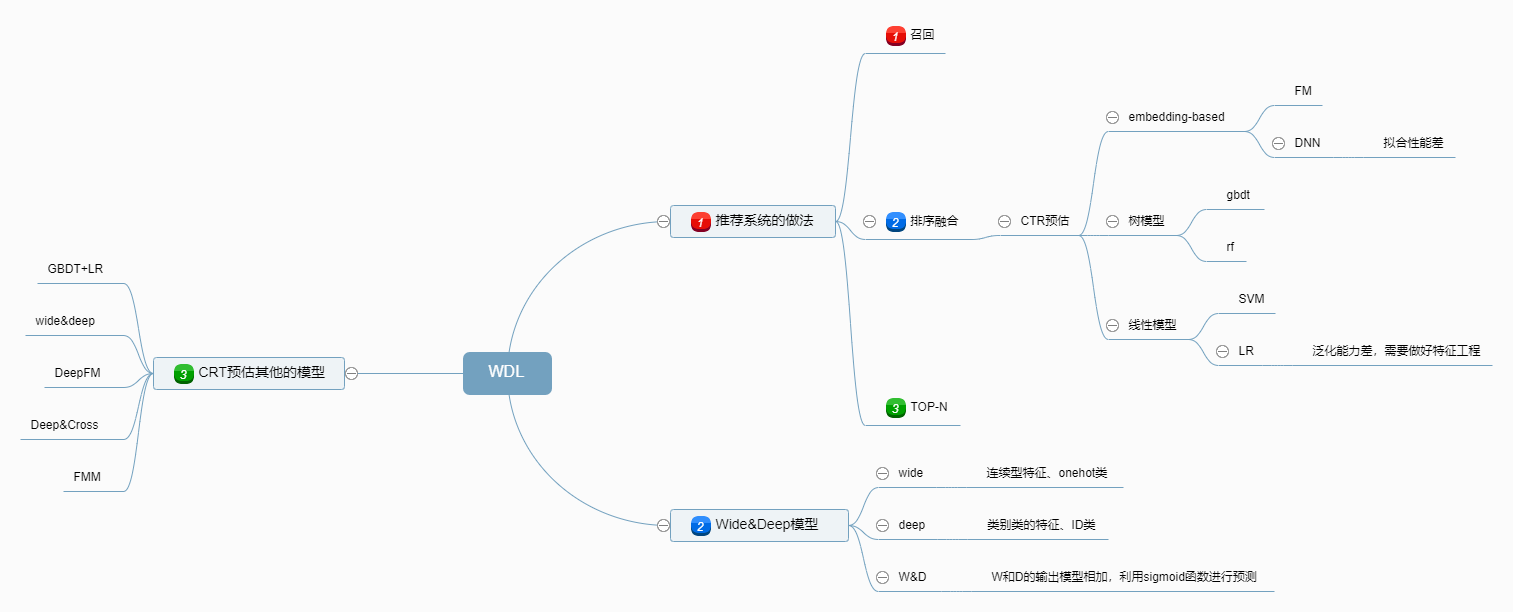 WDL
1 推荐系统的做法
1 召回
2 排序融合
CTR预估
embedding-based
FM
DNN
拟合性能差
树模型
gbdt
rf
线性模型
SVM
LR
泛化能力差，需要做好特征工程
3 TOP-N
2 Wide&Deep模型
wide
连续型特征、onehot类
deep
类别类的特征、ID类
W&D
W和D的输出模型相加，利用sigmoid函数进行预测
3 CRT预估其他的模型
GBDT+LR
wide&deep
DeepFM
Deep&Cross
FMM